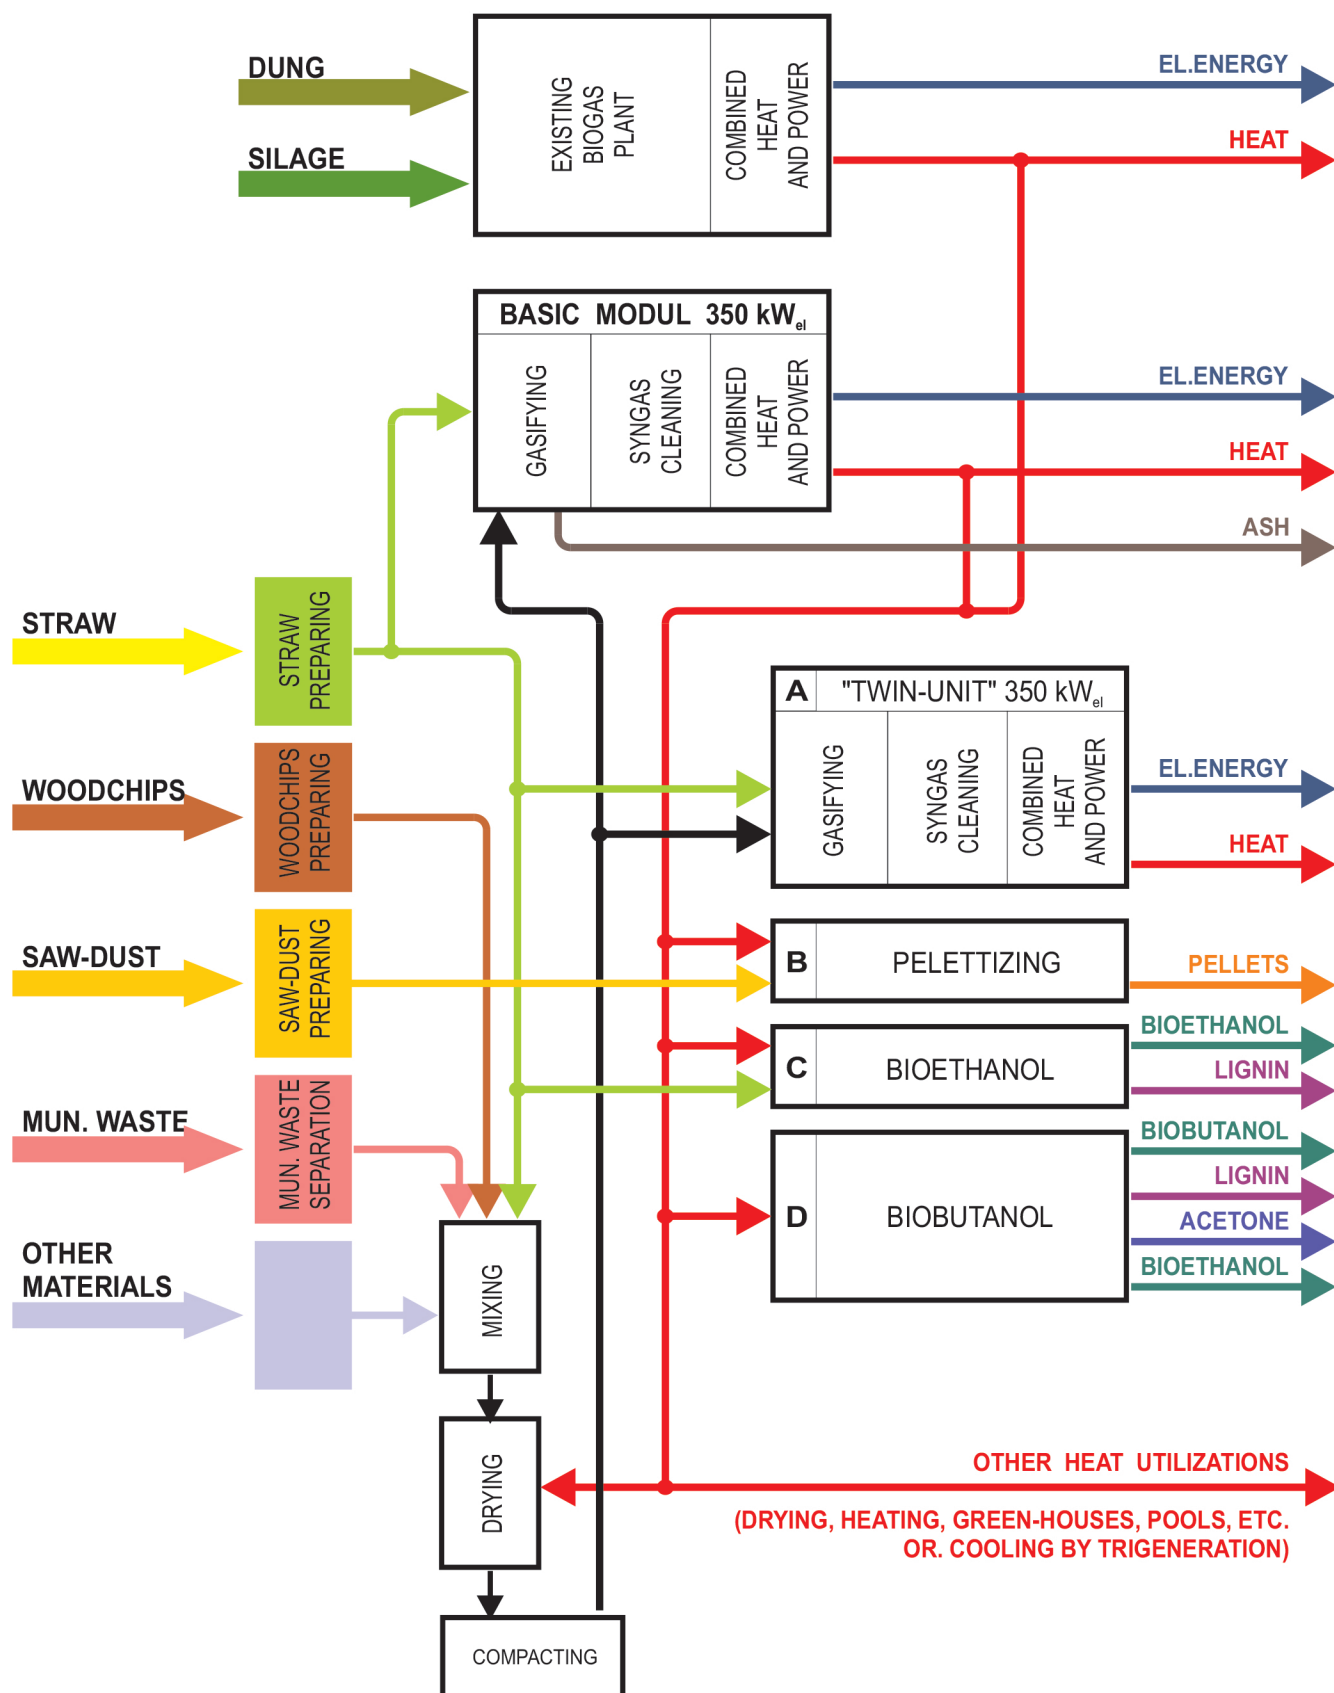 DUNG
SILAGE
EXISTING
BIOGAS
PLANT
COMBINED
HEAT
AND POWER
EL.ENERGY
HEAT
BASIC MODUL 350 kWel
GASIFYING
SYNGAS
CLEANING
COMBINED
HEAT
AND POWER
EL.ENERGY
HEAT
ASH
STRAW
STRAW
PREPARING
WOODCHIPS
WOODCHIPS
PREPARING
SAW-DUST
SAW-DUST
PREPARING
MUN. WASTE
MUN. WASTE
SEPARATION
OTHER
MATERIALS
A "TWIN-UNIT" 350 kWel
GASIFYING
SYNGAS
CLEANING
COMBINED
HEAT
AND POWER
EL.ENERGY
HEAT
B PELETTIZING
PELLETS
C BIOETHANOL
BIOETHANOL
LIGNIN
D BIOBUTANOL
BIOBUTANOL
LIGNIN
ACETONE
BIOETHANOL
MIXING
DRYING
COMPACTING
OTHER HEAT UTILIZATIONS
(DRYING, HEATING, GREEN-HOUSES, POOLS, ETC.
OR. COOLING BY TRIGENERATION)